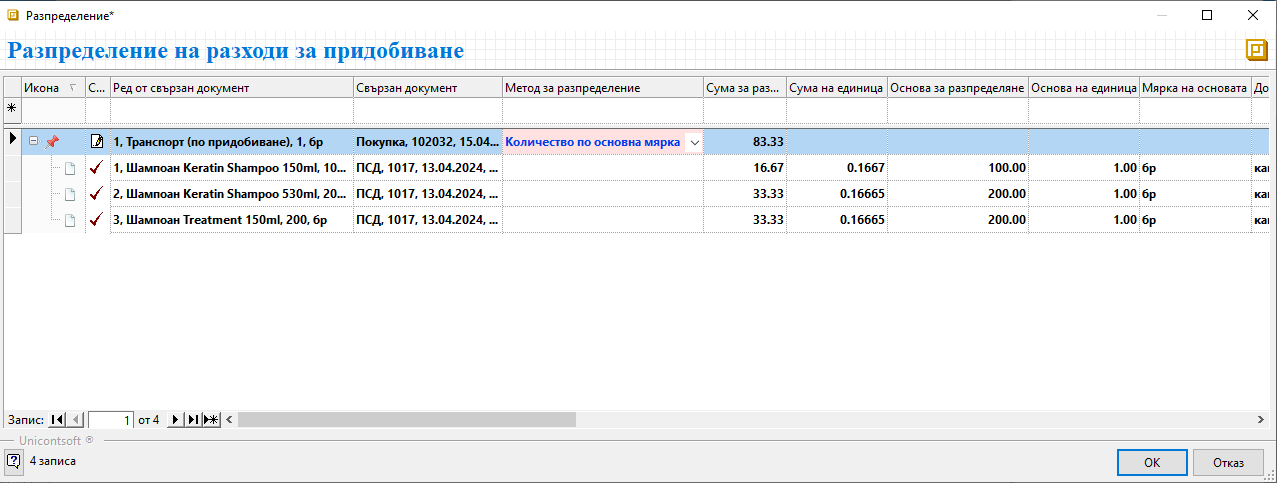 Разпределение*
Разпределение на разходи за придобиване
Икона С... Ред от свързан документ Свързан документ Метод за разпределение Сума за раз... Сума на единица Основа за разпределяне Основа на единица Мярка на основата До
1, Транспорт (по придобиване), 1, бр Покупка, 102032, 15.04... Количество по основна мярка 83.33
1, Шампоан Keratin Shampoo 150ml, 10... ПСД, 1017, 13.04.2024, ... 16.67 0.1667 100.00 1.00 бр ка
2, Шампоан Keratin Shampoo 530ml, 20... ПСД, 1017, 13.04.2024, ... 33.33 0.16665 200.00 1.00 бр ка
3, Шампоан Treatment 150ml, 200, бр ПСД, 1017, 13.04.2024, ... 33.33 0.16665 200.00 1.00 бр ка
Запис: 1 от 4
Unicontsoft ®
4 записа
OK Отказ